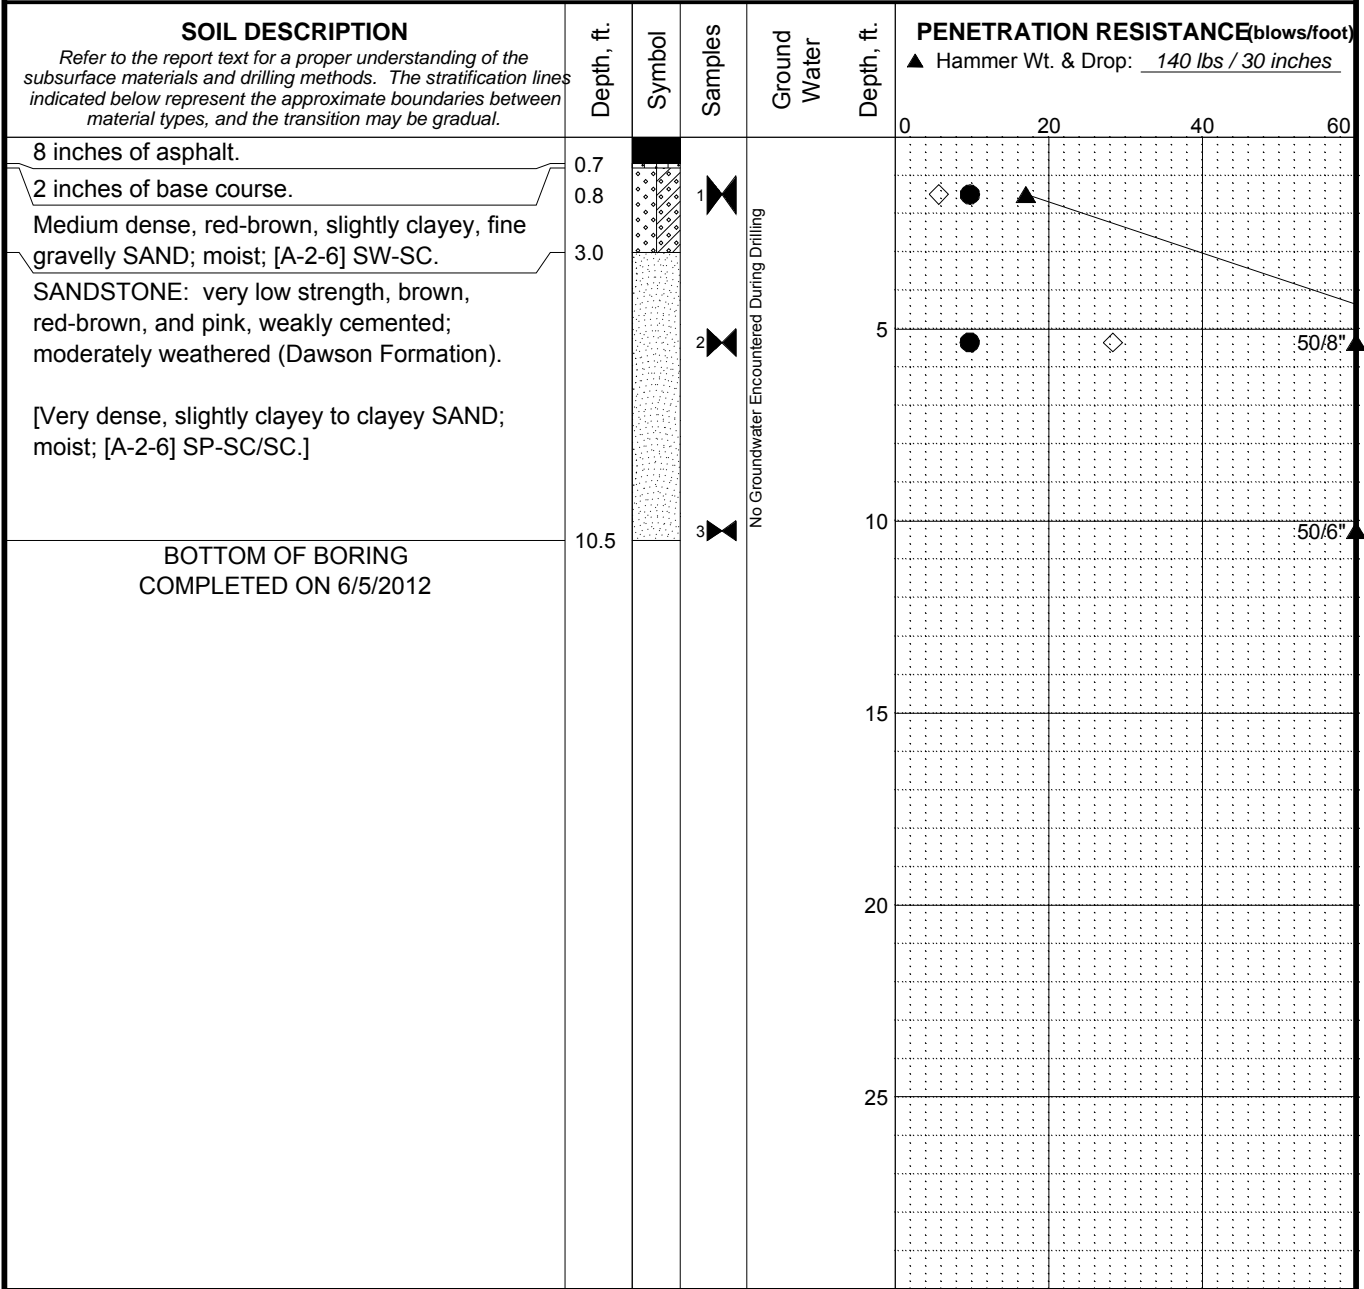 SOIL DESCRIPTION
Refer to the report text for a proper understanding of the
subsurface materials and drilling methods. The stratification lines
indicated below represent the approximate boundaries between
material types, and the transition may be gradual.
Depth, ft.
Symbol
Samples
Ground
Water
Depth, ft.
PENETRATION RESISTANCE(blows/foot)
▲ Hammer Wt. & Drop: 140 lbs / 30 inches
0 20 40 60
8 inches of asphalt.
0.7
2 inches of base course.
0.8
1
Medium dense, red-brown, slightly clayey, fine
gravelly SAND; moist; [A-2-6] SW-SC.
3.0
SANDSTONE: very low strength, brown,
red-brown, and pink, weakly cemented;
moderately weathered (Dawson Formation).
2
[Very dense, slightly clayey to clayey SAND;
moist; [A-2-6] SP-SC/SC.]
3
10.5
BOTTOM OF BORING
COMPLETED ON 6/5/2012
No Groundwater Encountered During Drilling
5
50/8"
10
50/6"
15
20
25